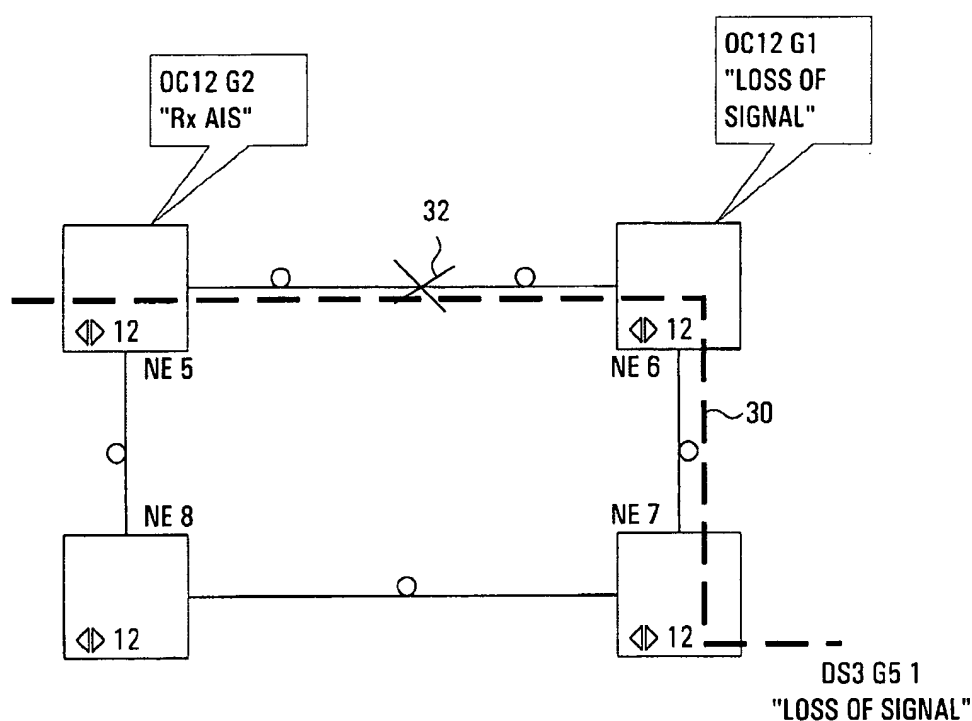 OC12 G2
"Rx AIS"
OC12 G1
"LOSS OF
SIGNAL"
32
12
NE 5
12
NE 6
30
NE 8
NE 7
12
12
DS3 G5 1
"LOSS OF SIGNAL"